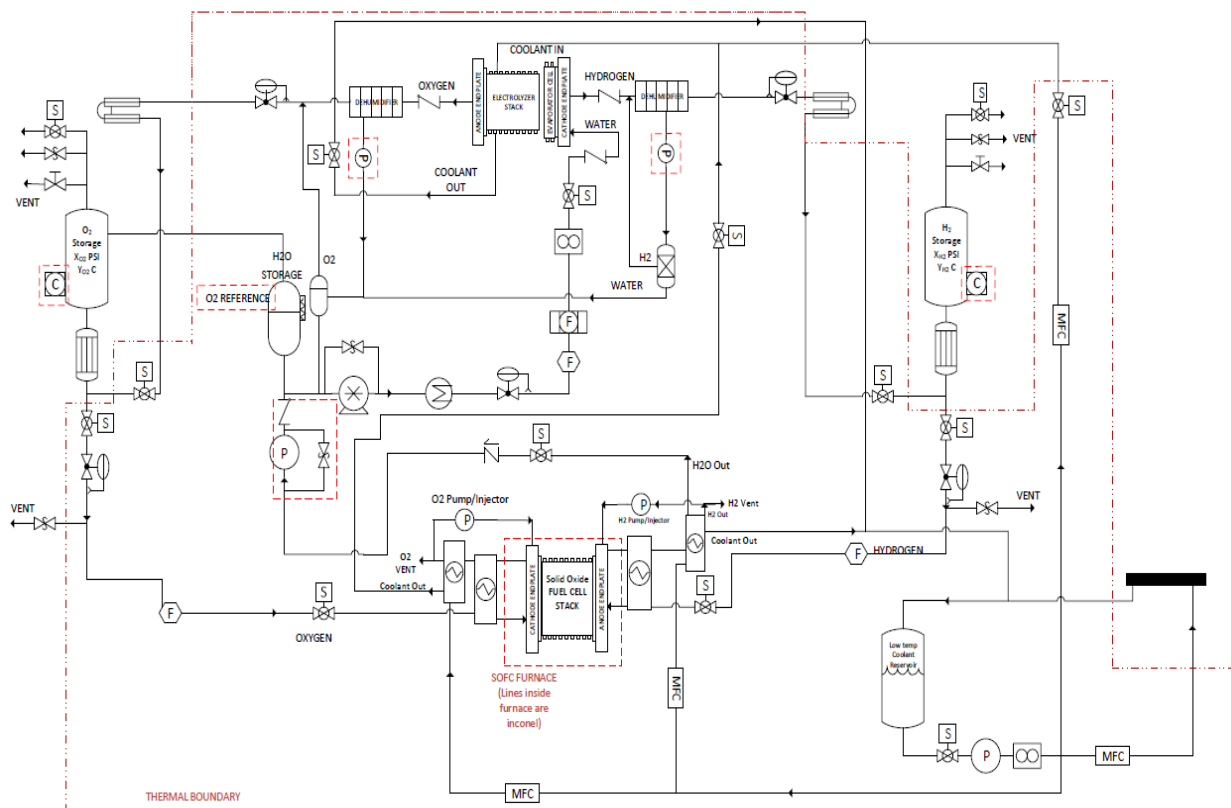 COOLANT IN
HYDROGEN
OXYGEN
ANODE ENDPLATE
ELECTROLYZER
STACK
EVAPORATOR CELL
CATHODE ENDPLATE
DEHUMIDIFIER
DEHUMIDIFIER
WATER
S
S
S
VENT
S
P
P
S
VENT
COOLANT
OUT
S
O2
Storage
XO2 PSI
YO2 C
C
H2O
STORAGE
O2
O2 REFERENCE
H2
WATER
H2
Storage
XH2 PSI
YH2 C
C
F
F
MFC
S
S
S
S
P
S
H2O Out
VENT
O2 Pump/Injector
P
P
H2 Pump/Injector
H2 Vent
H2 Out
VENT
O2
VENT
Coolant Out
Coolant Out
F
HYDROGEN
CATHODE ENDPLATE
Solid Oxide
FUEL CELL
STACK
ANODE ENDPLATE
S
F
S
OXYGEN
SOFC FURNACE
(Lines inside
furnace are
inconel)
MFC
Low temp
Coolant
Reservoir
S
P
MFC
THERMAL BOUNDARY
MFC